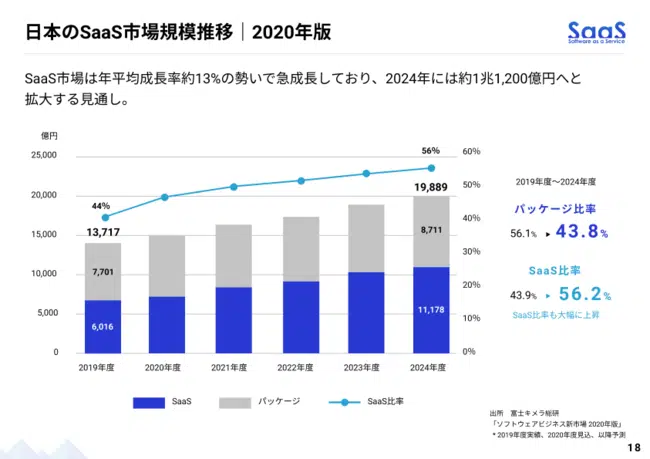 日本のSaaS市場規模推移｜2020年版
SaaS
Software as a Service
SaaS市場は年平均成長率約13%の勢いで急成長しており、2024年には約1兆1,200億円へと
拡大する見通し。
億円
25,000
20,000
15,000
10,000
5,000
0
60%
50%
40%
30%
20%
10%
0%
44%
56%
13,717
19,889
7,701
8,711
6,016
11,178
2019年度
2020年度
2021年度
2022年度
2023年度
2024年度
SaaS
パッケージ
SaaS比率
2019年度〜2024年度
パッケージ比率
56.1% ▶ 43.8%
SaaS比率
43.9% ▶ 56.2%
SaaS比率も大幅に上昇
出所　富士キメラ総研
「ソフトウェアビジネス新市場 2020年版」
* 2019年度実績、2020年度見込、以降予測
18